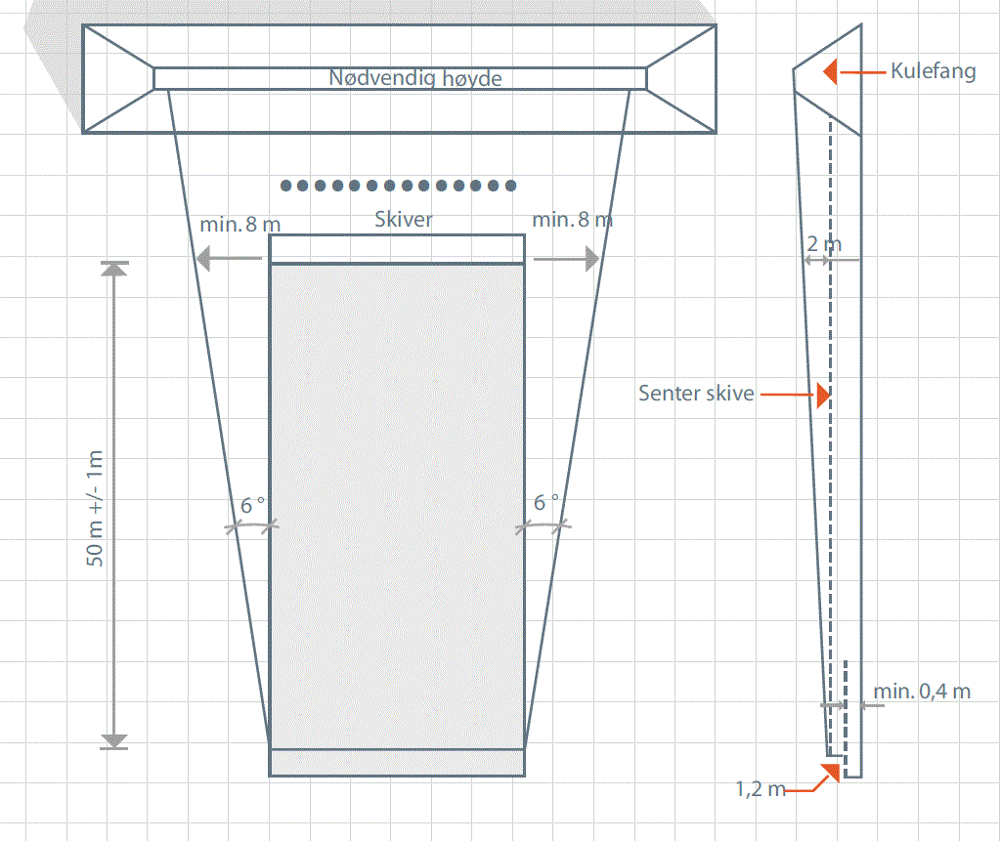 Nødvendig høyde
Kulefang
min. 8 m
Skiver
min. 8 m
2 m
Senter skive
50 m +/- 1m
6 °
6 °
min. 0,4 m
1,2 m